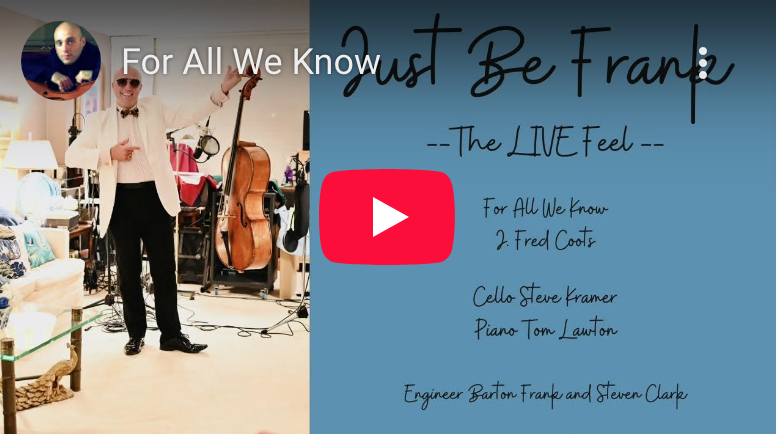 For All We Know
Just Be Frank
--The LIVE Feel --
For All We Know
J. Fred Coots
Cello Steve Kramer
Piano Tom Lawton
Engineer Barton Frank and Steven Clark